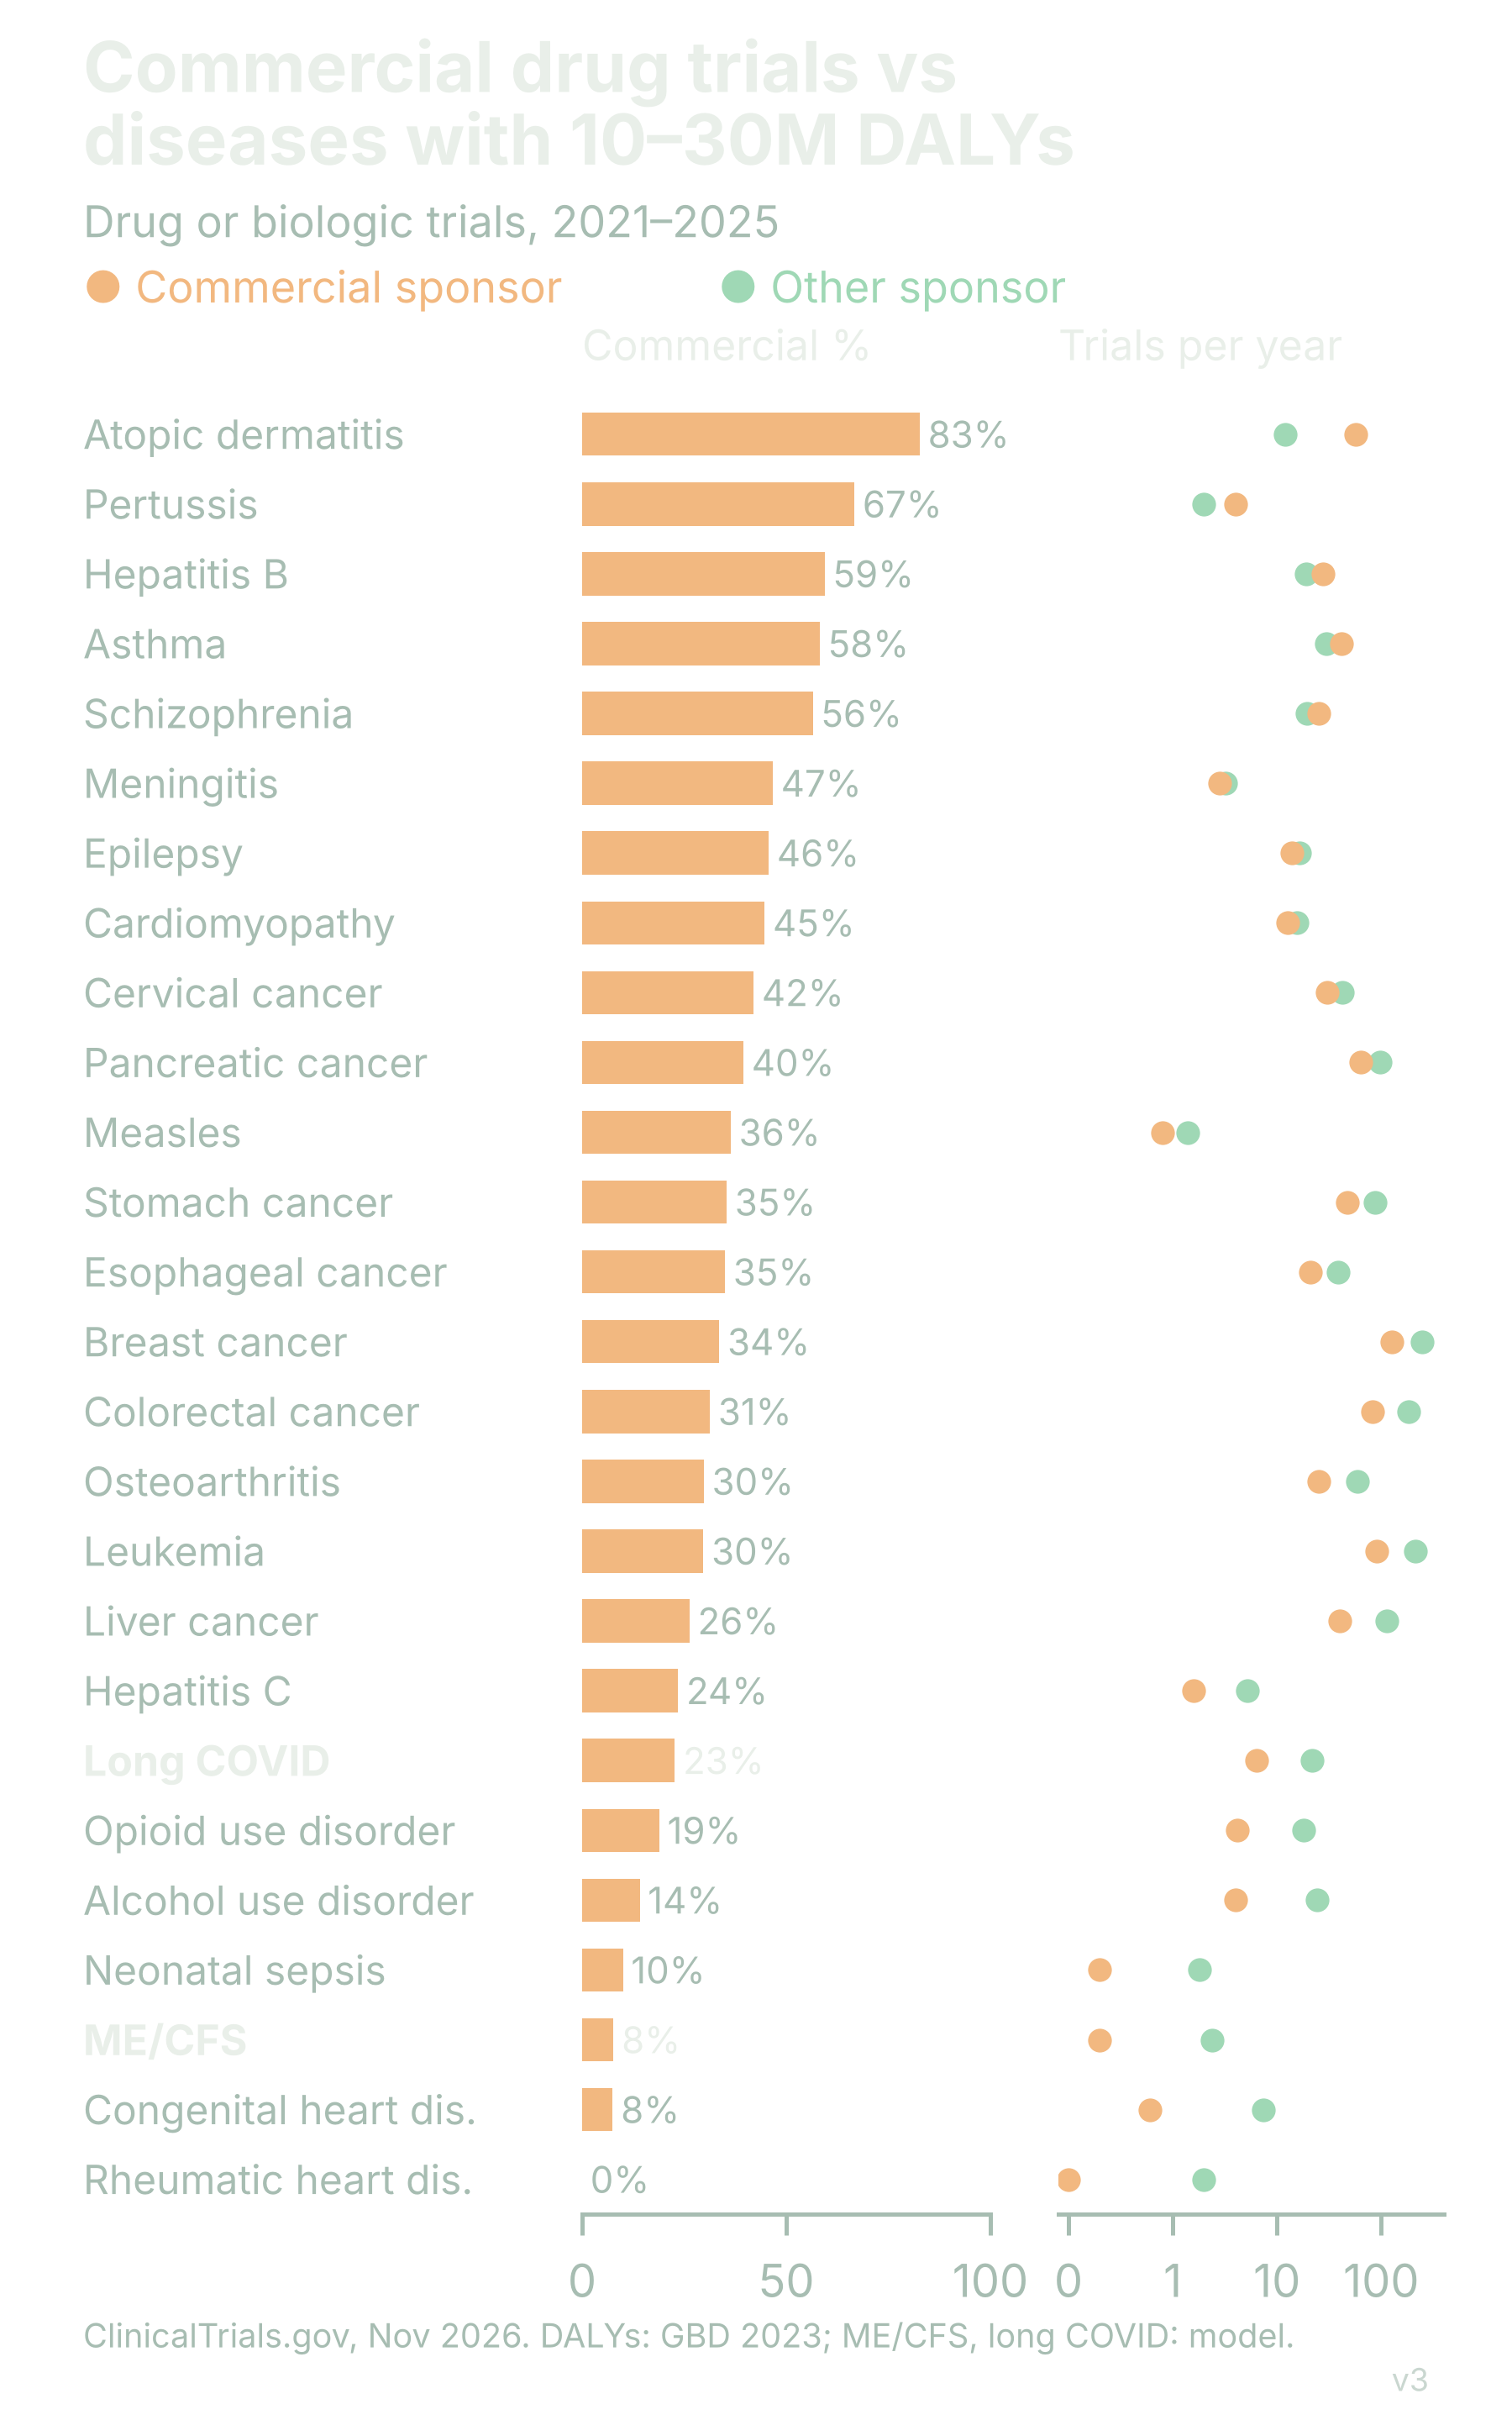 Commercial drug trials vs
diseases with 10–30M DALYs
Drug or biologic trials, 2021–2025
Commercial sponsor Other sponsor
Commercial % Trials per year
Atopic dermatitis 83%
Pertussis 67%
Hepatitis B 59%
Asthma 58%
Schizophrenia 56%
Meningitis 47%
Epilepsy 46%
Cardiomyopathy 45%
Cervical cancer 42%
Pancreatic cancer 40%
Measles 36%
Stomach cancer 35%
Esophageal cancer 35%
Breast cancer 34%
Colorectal cancer 31%
Osteoarthritis 30%
Leukemia 30%
Liver cancer 26%
Hepatitis C 24%
Long COVID 23%
Opioid use disorder 19%
Alcohol use disorder 14%
Neonatal sepsis 10%
ME/CFS 8%
Congenital heart dis. 8%
Rheumatic heart dis. 0%
0 50 100 0 1 10 100
ClinicalTrials.gov, Nov 2026. DALYs: GBD 2023; ME/CFS, long COVID: model.
v3